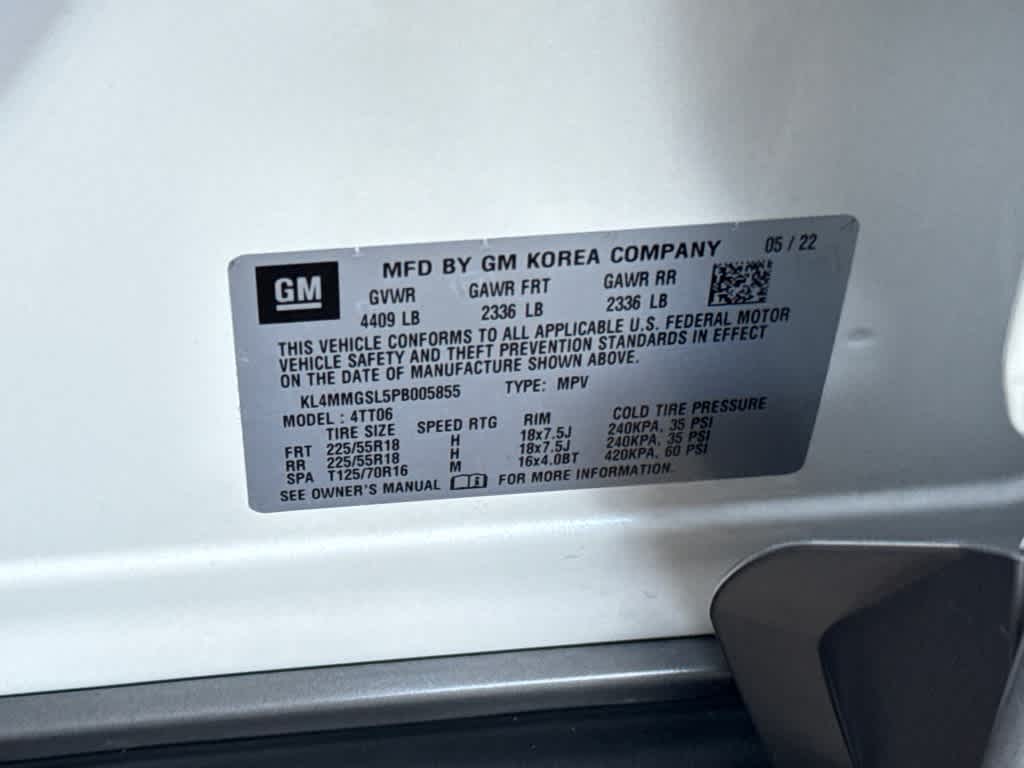 GM
MFD BY GM KOREA COMPANY 05 / 22
GVWR GAWR FRT GAWR RR
4409 LB 2336 LB 2336 LB
THIS VEHICLE CONFORMS TO ALL APPLICABLE U.S. FEDERAL MOTOR
VEHICLE SAFETY AND THEFT PREVENTION STANDARDS IN EFFECT
ON THE DATE OF MANUFACTURE SHOWN ABOVE.
KL4MMGSL5PB005855 TYPE: MPV
MODEL : 4TT06
TIRE SIZE SPEED RTG RIM COLD TIRE PRESSURE
FRT 225/55R18 H 18x7.5J 240KPA, 35 PSI
RR 225/55R18 H 18x7.5J 240KPA, 35 PSI
SPA T125/70R16 M 16x4.0BT 420KPA, 60 PSI
SEE OWNER'S MANUAL FOR MORE INFORMATION.